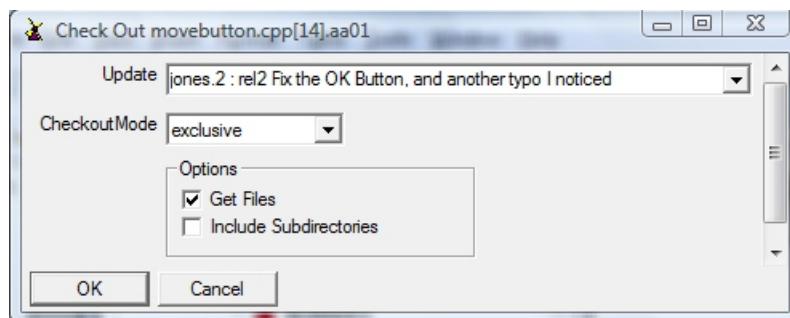 Check Out movebutton.cpp[14].aa01
Update jones.2 : rel2 Fix the OK Button, and another typo I noticed
CheckoutMode exclusive
Options
Get Files
Include Subdirectories
OK Cancel